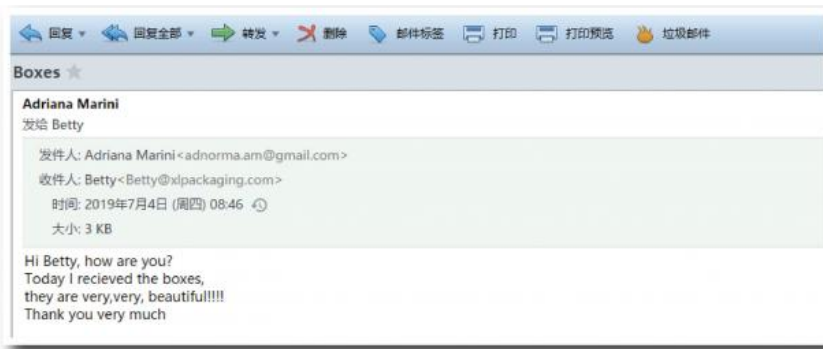 回复 回复全部 转发 删除 邮件标签 打印 打印预览 垃圾邮件
Boxes
Adriana Marini
发给 Betty
发件人: Adriana Marini<adnorma.am@gmail.com>
收件人: Betty<Betty@xlpackaging.com>
时间: 2019年7月4日 (周四) 08:46
大小: 3 KB
Hi Betty, how are you?
Today I recieved the boxes,
they are very,very, beautiful!!!!
Thank you very much